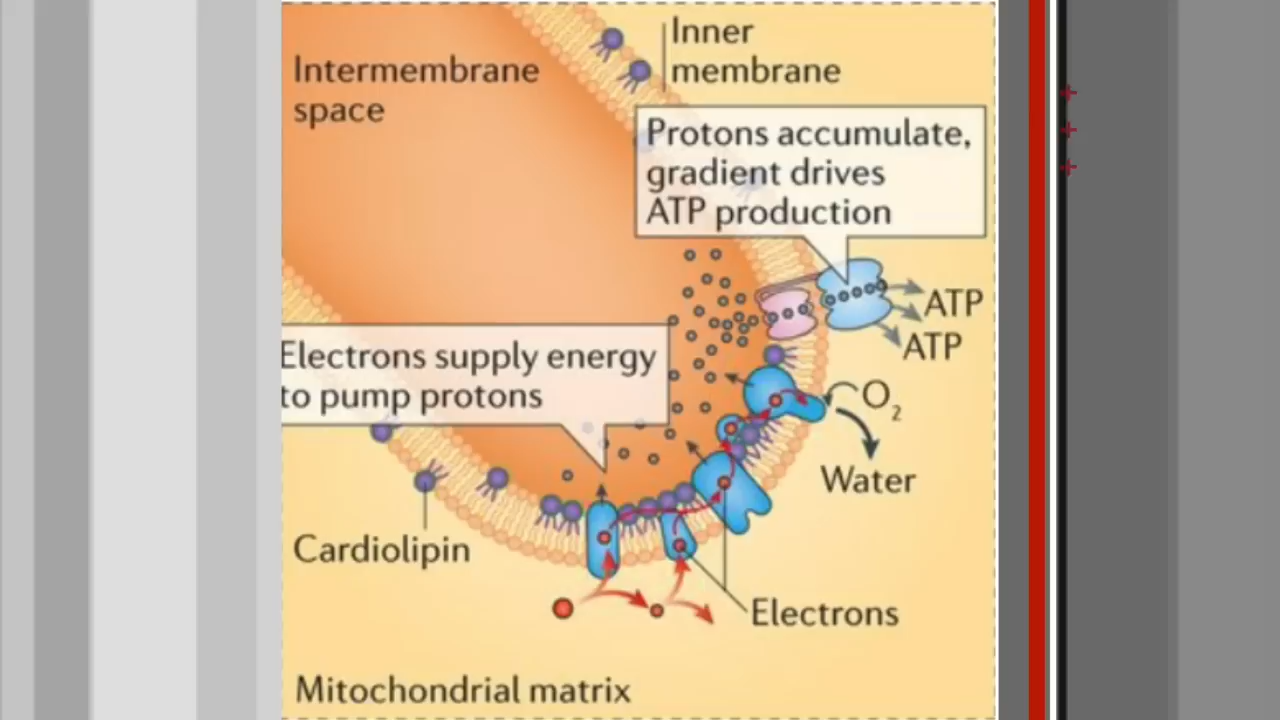 Intermembrane
space
Inner
membrane
Protons accumulate,
gradient drives
ATP production
ATP
ATP
Electrons supply energy
to pump protons
O₂
Water
Cardiolipin
Electrons
Mitochondrial matrix